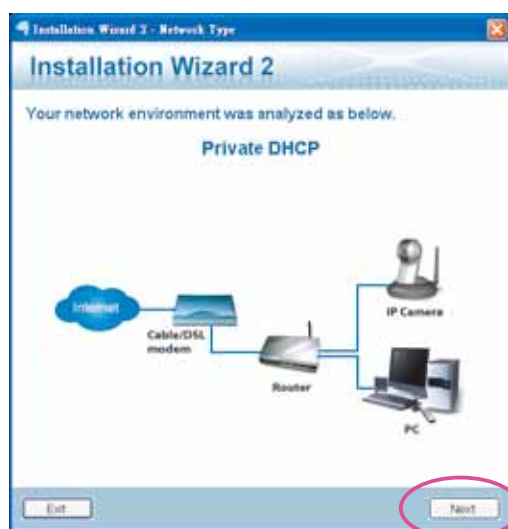 Installation Wizard 2 - Network Type
Installation Wizard 2
Your network environment was analyzed as below.
Private DHCP
Internet
Cable/DSL
modem
Router
IP Camera
PC
Exit
Next